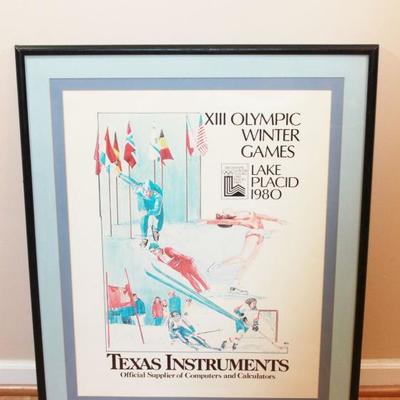 XIII OLYMPIC
WINTER
GAMES
LAKE
PLACID
1980
TEXAS INSTRUMENTS
Official Supplier of Computers and Calculators